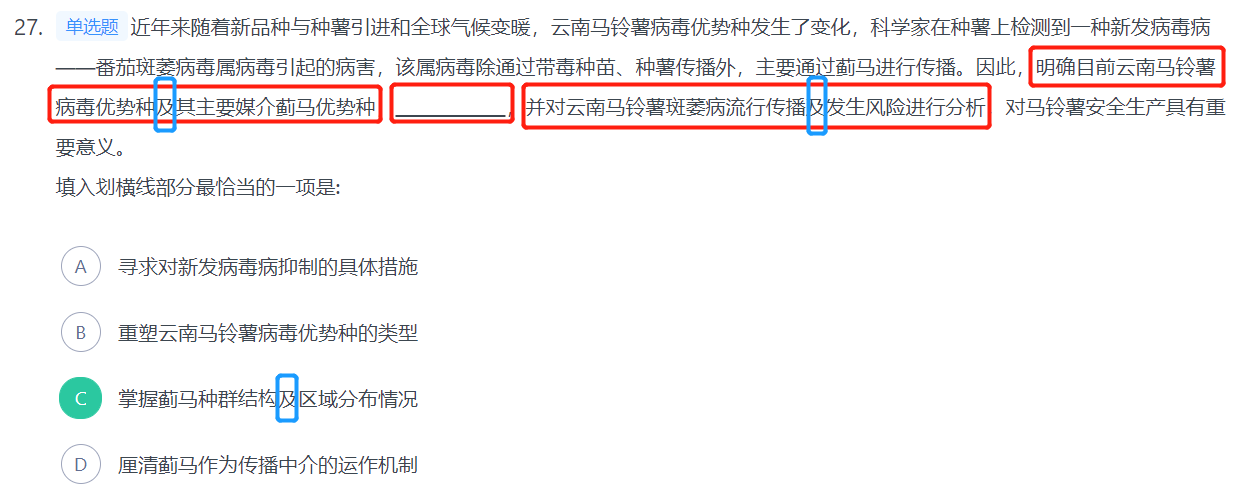 27. 单选题 近年来随着新品种与种薯引进和全球气候变暖，云南马铃薯病毒优势种发生了变化，科学家在种薯上检测到一种新发病毒病
——番茄斑萎病毒属病毒引起的病害，该属病毒除通过带毒种苗、种薯传播外，主要通过蓟马进行传播。因此，明确目前云南马铃薯
病毒优势种及其主要媒介蓟马优势种 ___________，并对云南马铃薯斑萎病流行传播及发生风险进行分析 对马铃薯安全生产具有重
要意义。
填入划横线部分最恰当的一项是:
A 寻求对新发病毒病抑制的具体措施
B 重塑云南马铃薯病毒优势种的类型
C 掌握蓟马种群结构及区域分布情况
D 厘清蓟马作为传播中介的运作机制